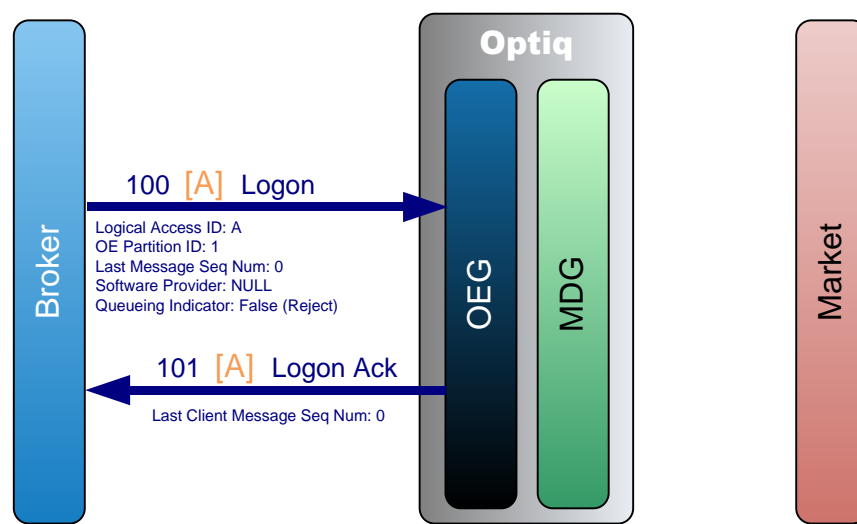 Optiq
100 [A] Logon
Logical Access ID: A
OE Partition ID: 1
Last Message Seq Num: 0
Software Provider: NULL
Queueing Indicator: False (Reject)
Broker
OEG
MDG
Market
101 [A] Logon Ack
Last Client Message Seq Num: 0